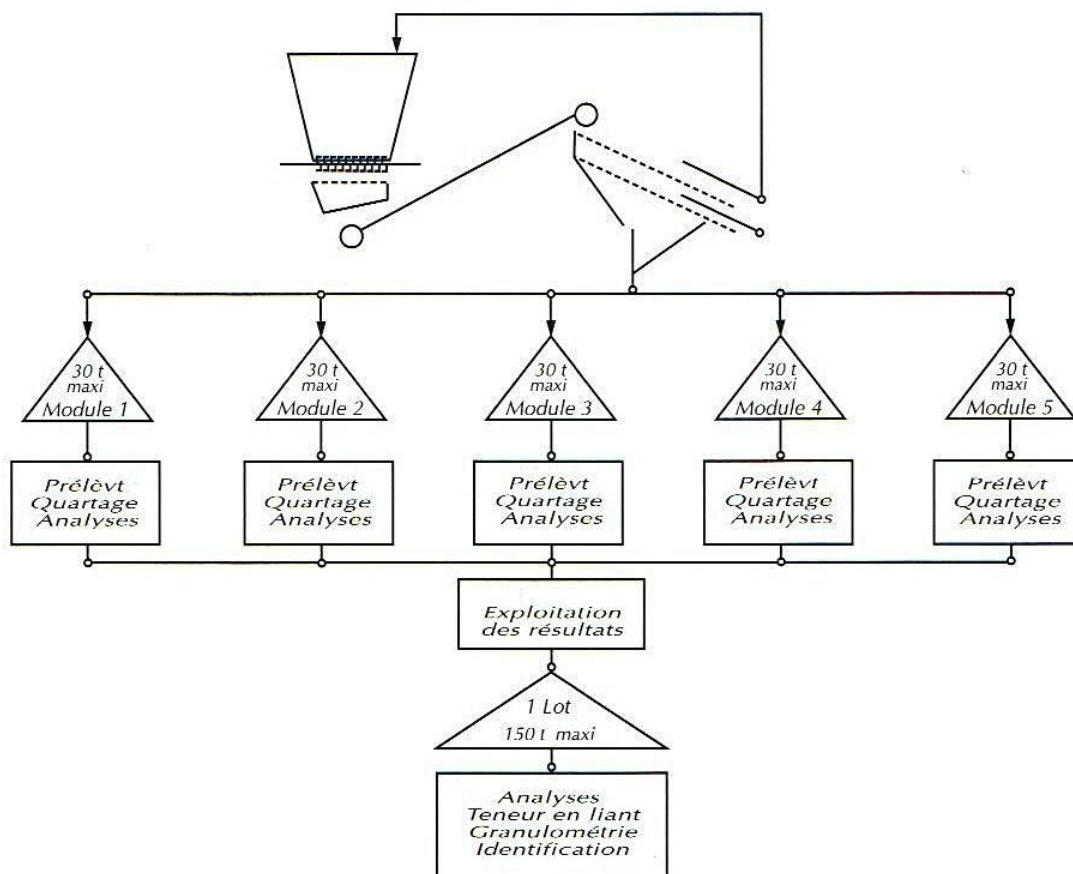 30 t
maxi
Module 1
30 t
maxi
Module 2
30 t
maxi
Module 3
30 t
maxi
Module 4
30 t
maxi
Module 5
Prélèvt
Quartage
Analyses
Prélèvt
Quartage
Analyses
Prélèvt
Quartage
Analyses
Prélèvt
Quartage
Analyses
Prélèvt
Quartage
Analyses
Exploitation
des résultats
1 Lot
150 t maxi
Analyses
Teneur en liant
Granulométrie
Identification